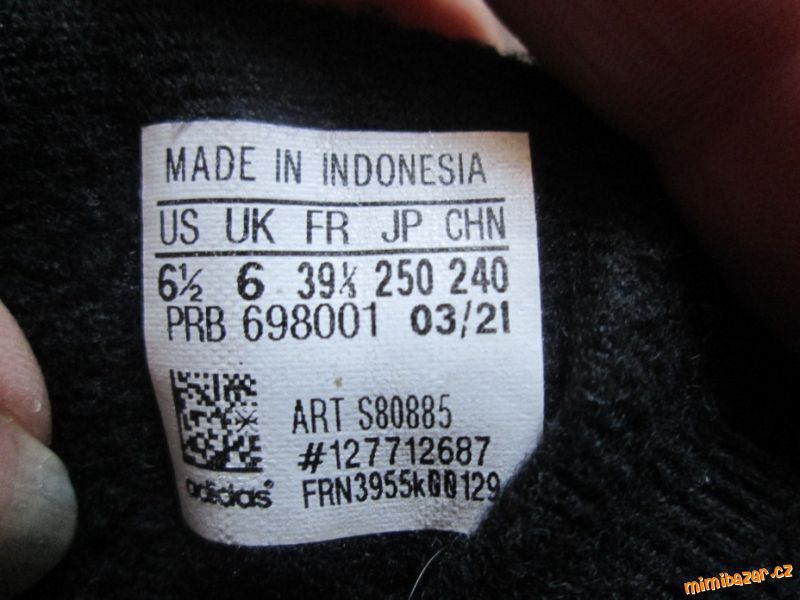 MADE IN INDONESIA
US UK FR JP CHN
6½ 6 39⅓ 250 240
PRB 698001 03/21
ART S80885
#127712687
adidas
FRN3955k00129
mimibazar.cz